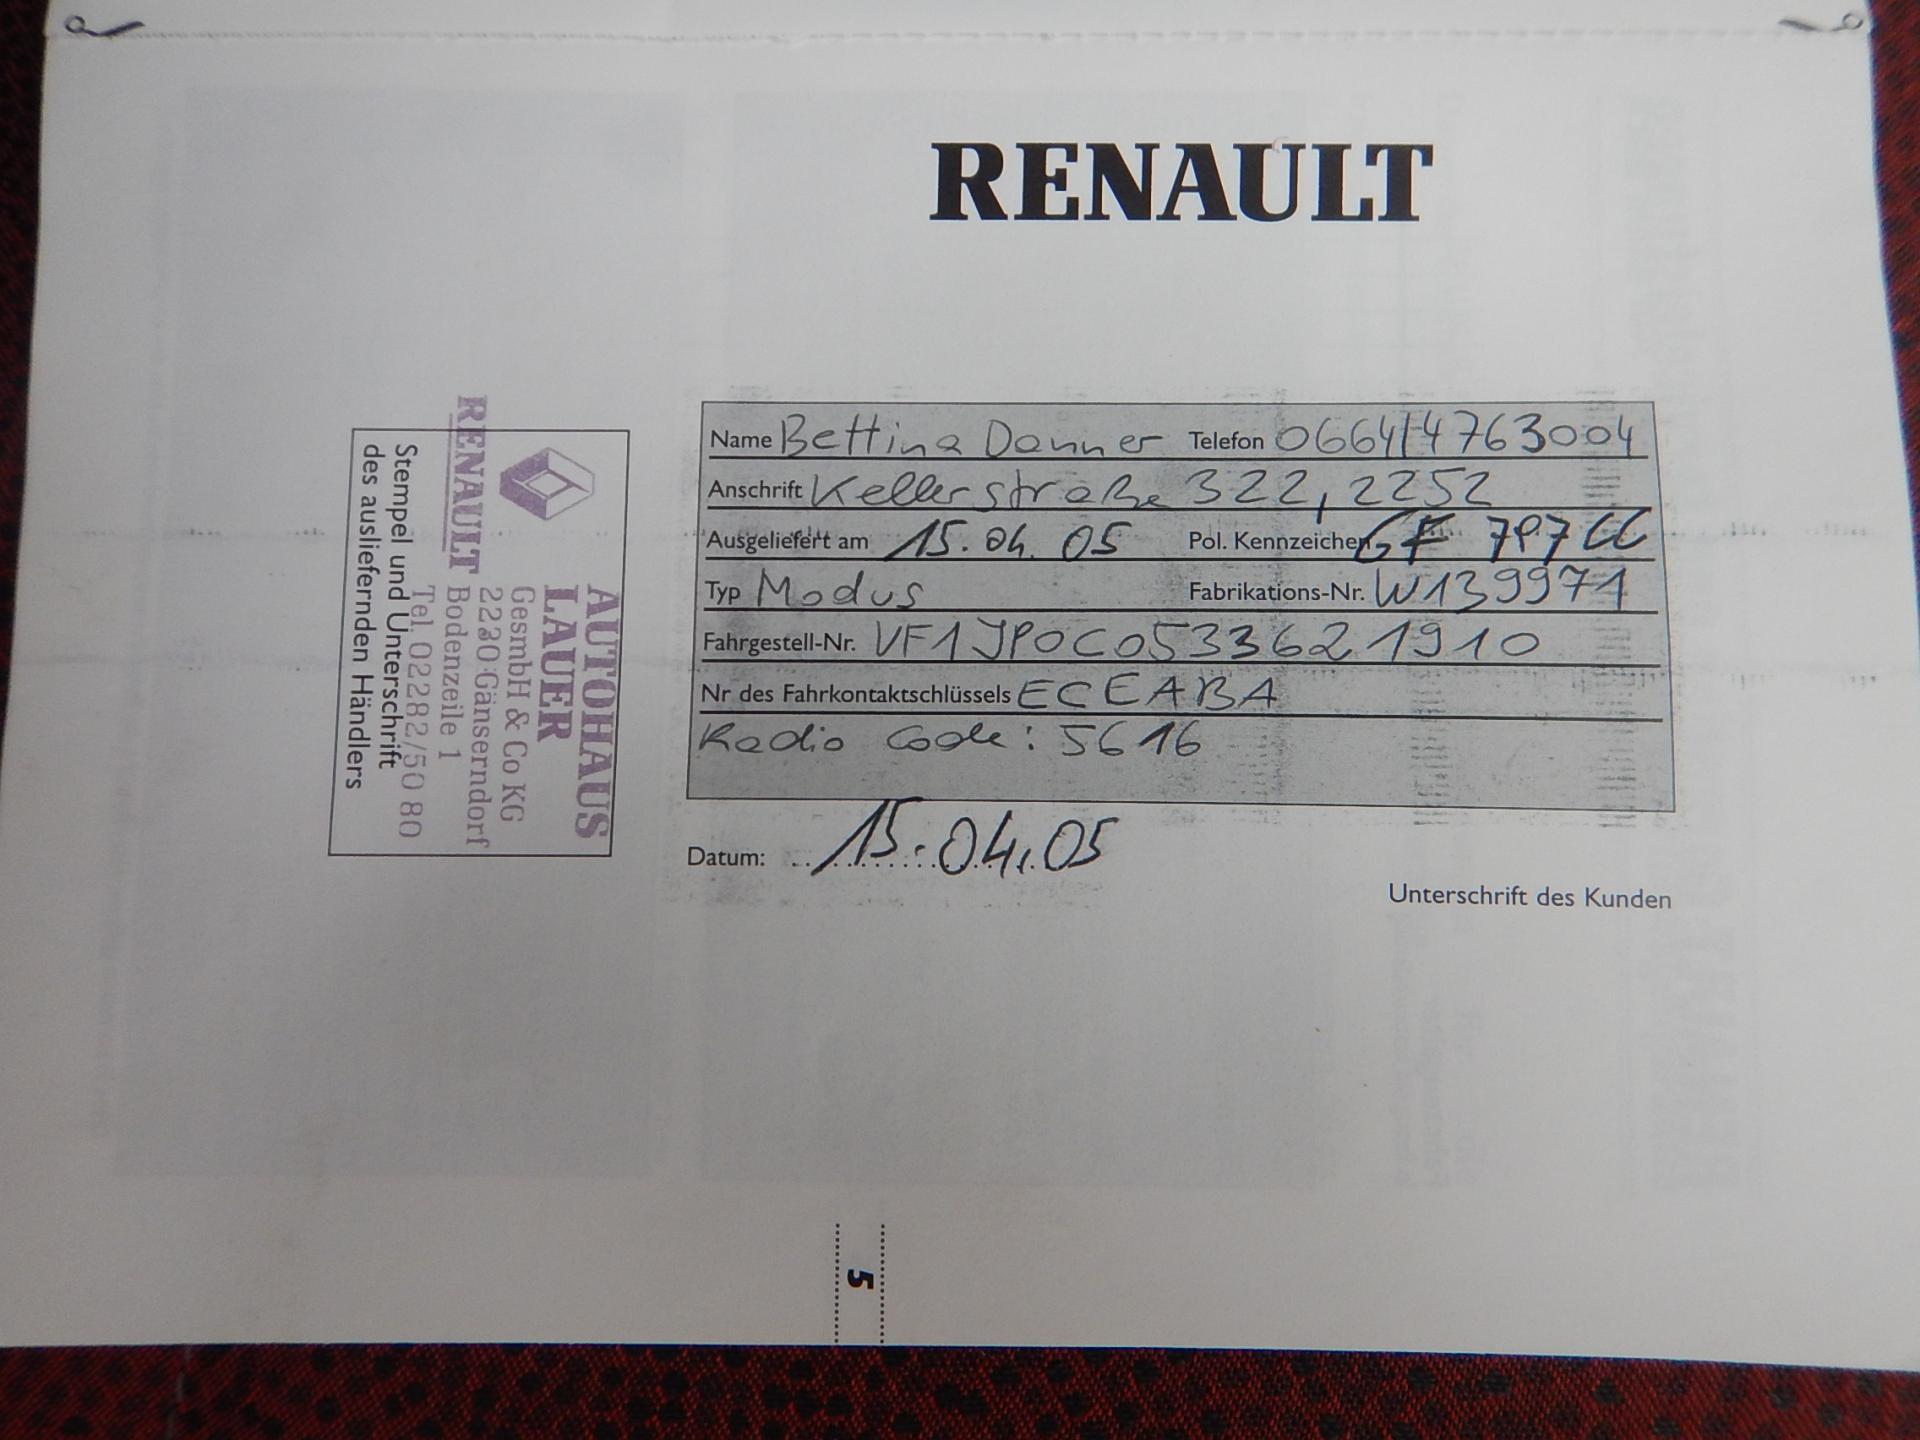 RENAULT
Name Bettina Danner Telefon 0664/4763004
Anschrift Kellerstraße 322, 2252
Ausgeliefert am 15.04.05 Pol. Kennzeichen GF 797 CC
Typ Modus Fabrikations-Nr. W139971
Fahrgestell-Nr. VF1JP0C0533621910
Nr des Fahrkontaktschlüssels ECEABA
Radio Code: 5616
Datum: 15.04.05
Unterschrift des Kunden
RENAULT
AUTOHAUS
LAUER
GesmbH & Co KG
2230 Gänserndorf
Bodenzeile 1
Tel. 02282/50 80
Stempel und Unterschrift
des ausliefernden Händlers
5